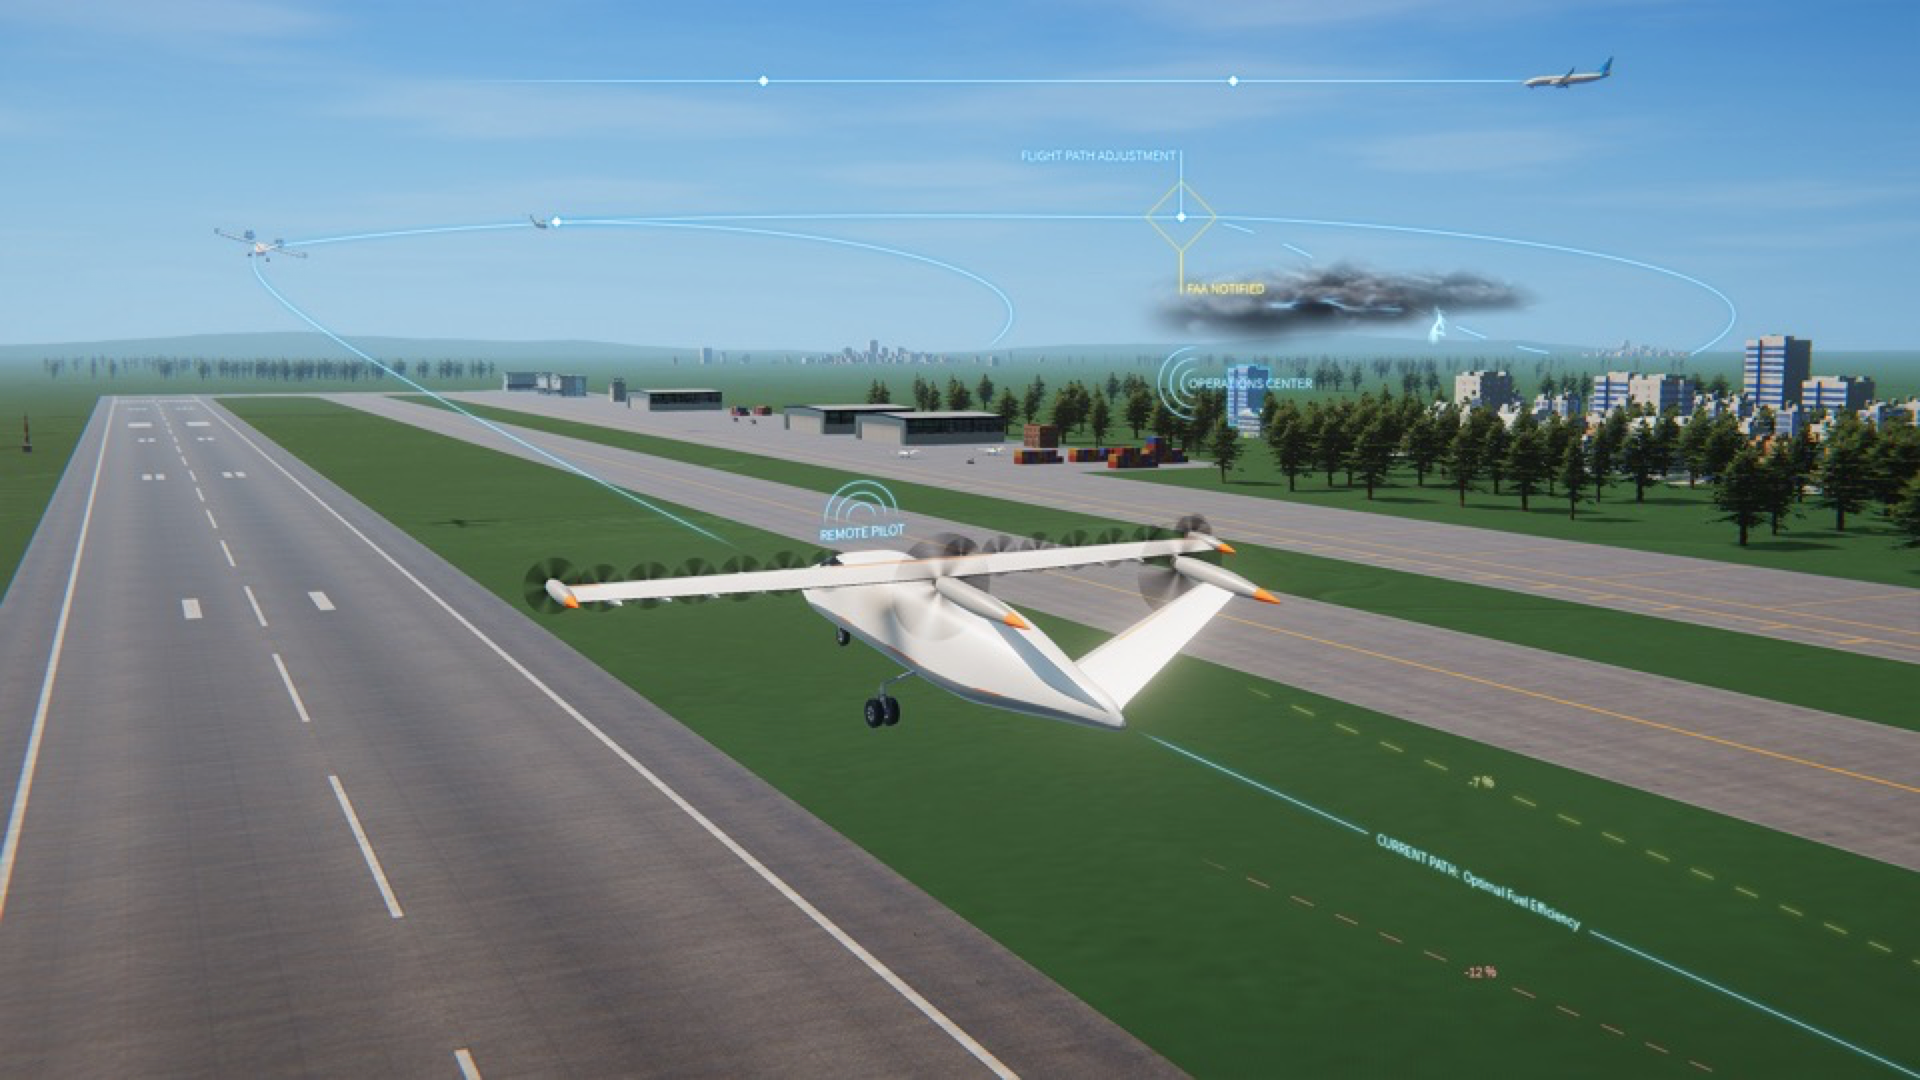 FLIGHT PATH ADJUSTMENT
FAA NOTIFIED
OPERATIONS CENTER
REMOTE PILOT
-7%
CURRENT PATH: Optimal Fuel Efficiency
-12%